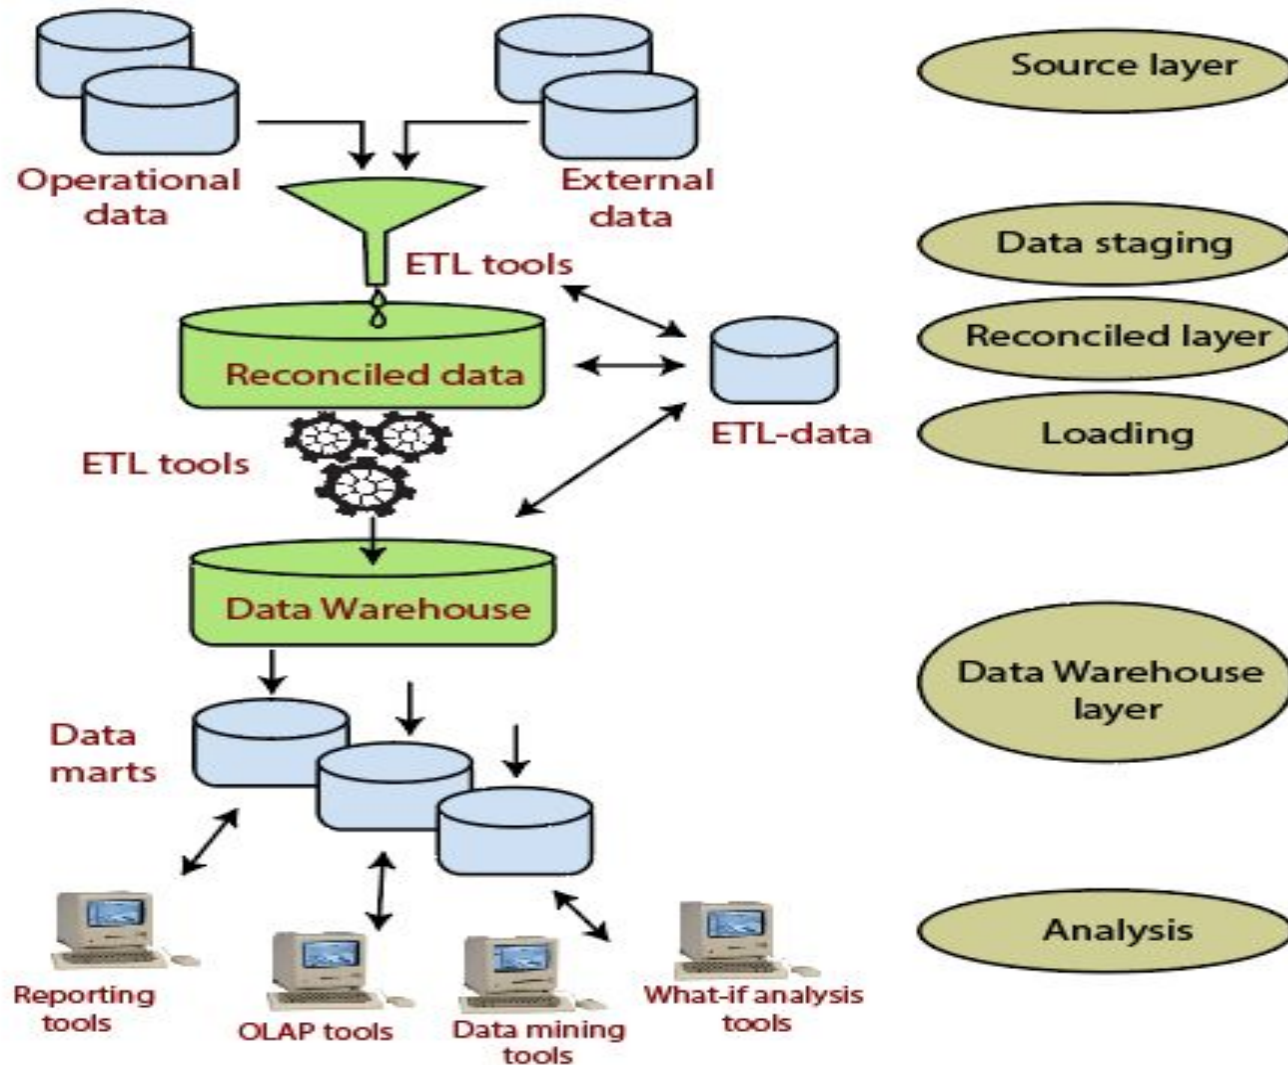 Source layer
Operational
data
External
data
Data staging
ETL tools
Reconciled layer
Reconciled data
ETL-data
Loading
ETL tools
Data Warehouse
Data Warehouse
layer
Data
marts
Analysis
Reporting
tools
OLAP tools
Data mining
tools
What-if analysis
tools